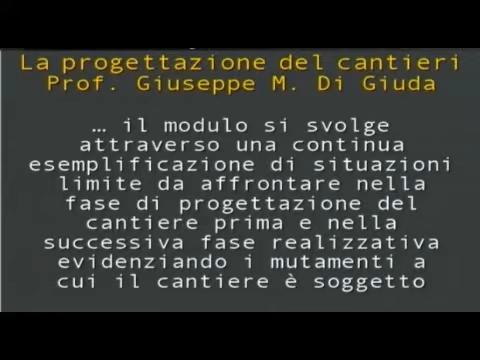 La progettazione del cantieri
Prof. Giuseppe M. Di Giuda
… il modulo si svolge
attraverso una continua
esemplificazione di situazioni
limite da affrontare nella
fase di progettazione del
cantiere prima e nella
successiva fase realizzativa
evidenziando i mutamenti a
cui il cantiere è soggetto